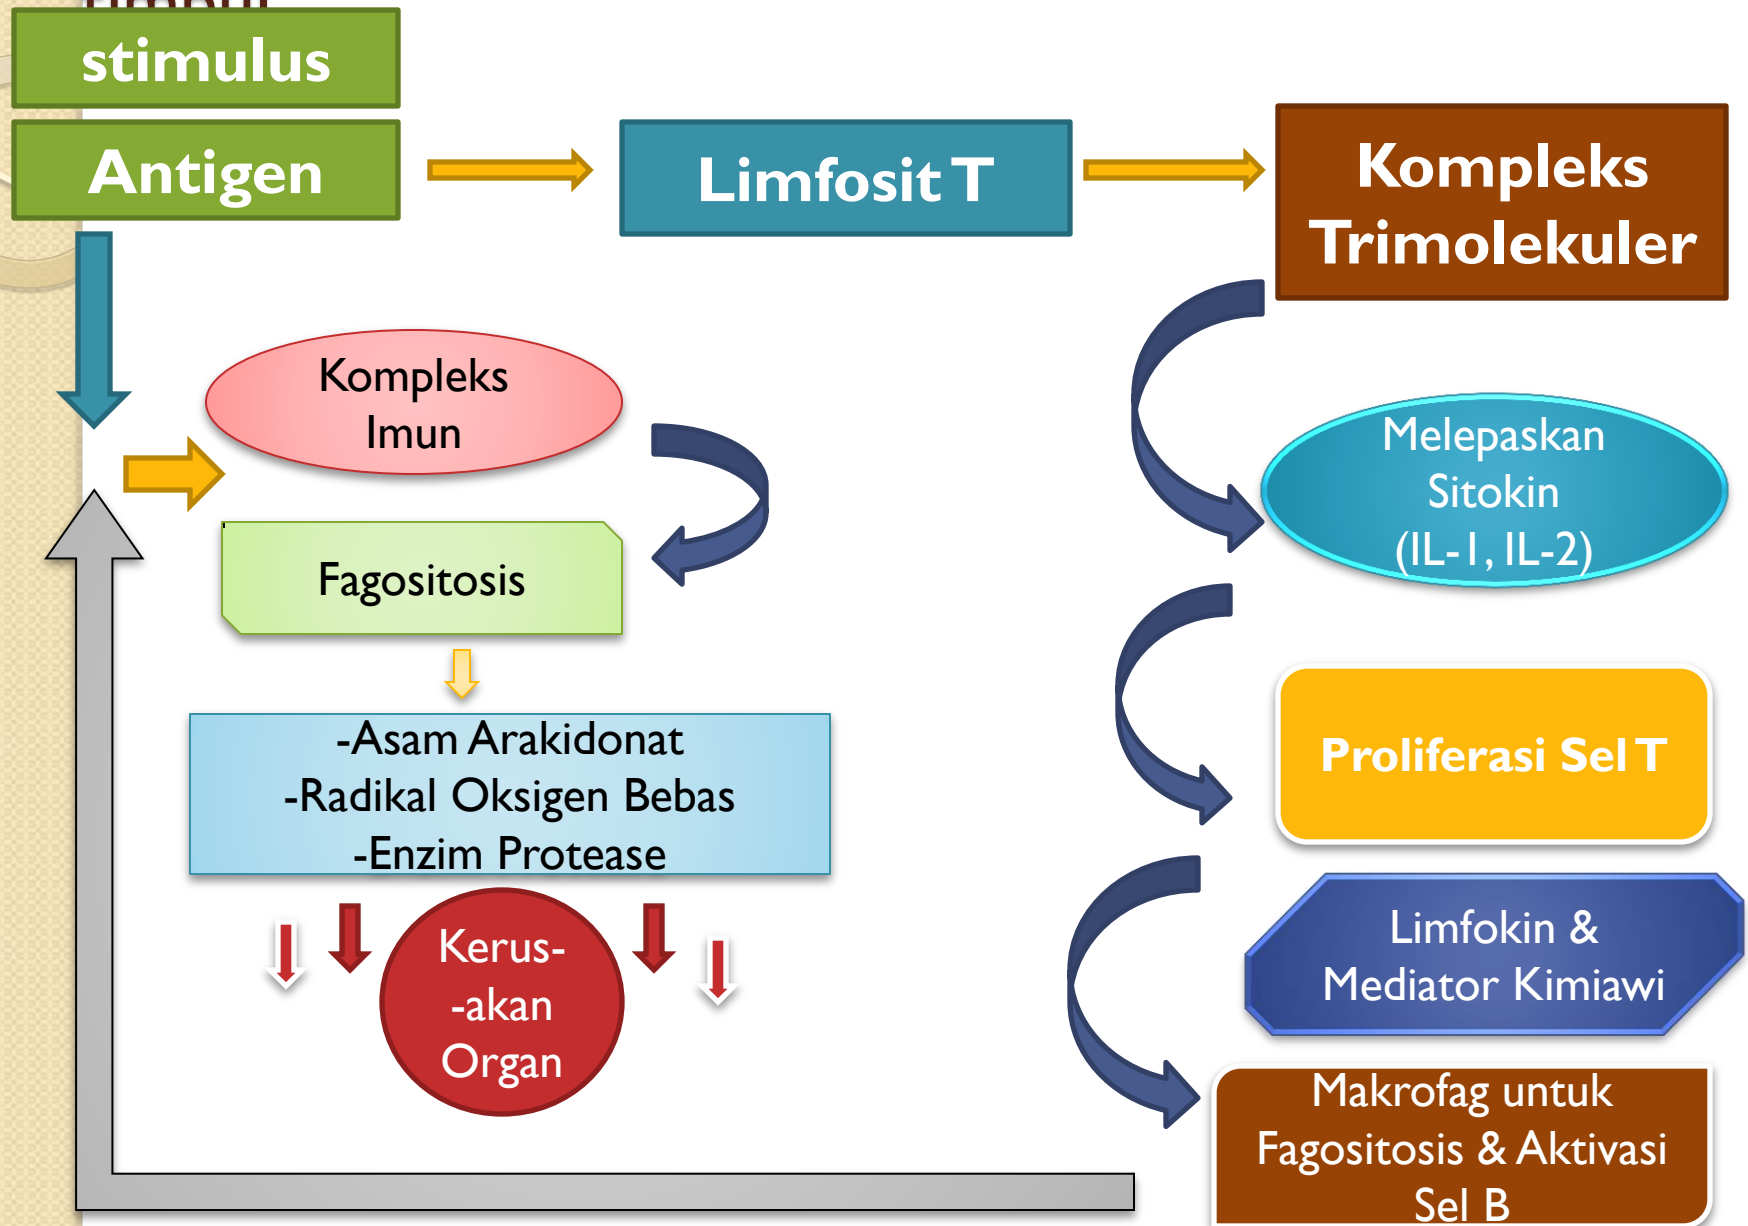 stimulus
Antigen
Limfosit T
Kompleks
Trimolekuler
Kompleks
Imun
Melepaskan
Sitokin
(IL-1, IL-2)
Fagositosis
Proliferasi Sel T
-Asam Arakidonat
-Radikal Oksigen Bebas
-Enzim Protease
Limfokin &
Mediator Kimiawi
Kerus-
-akan
Organ
Makrofag untuk
Fagositosis & Aktivasi
Sel B